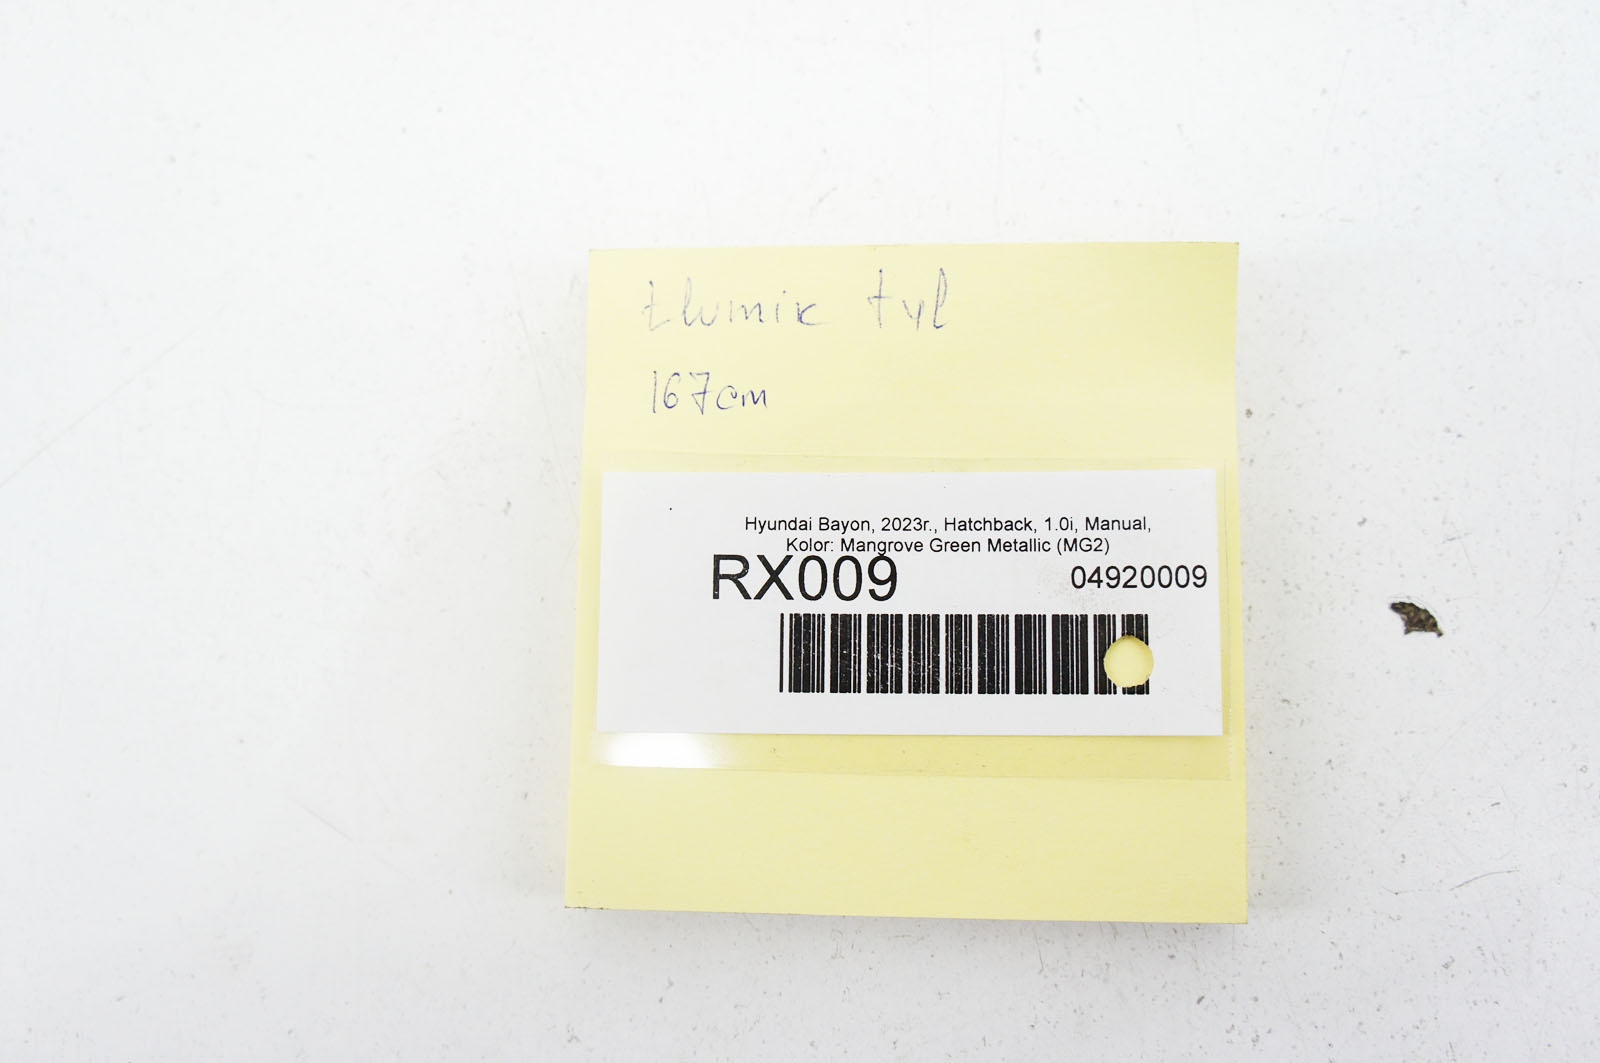 tłumik tył
167cm
Hyundai Bayon, 2023r., Hatchback, 1.0i, Manual,
Kolor: Mangrove Green Metallic (MG2)
RX009
04920009